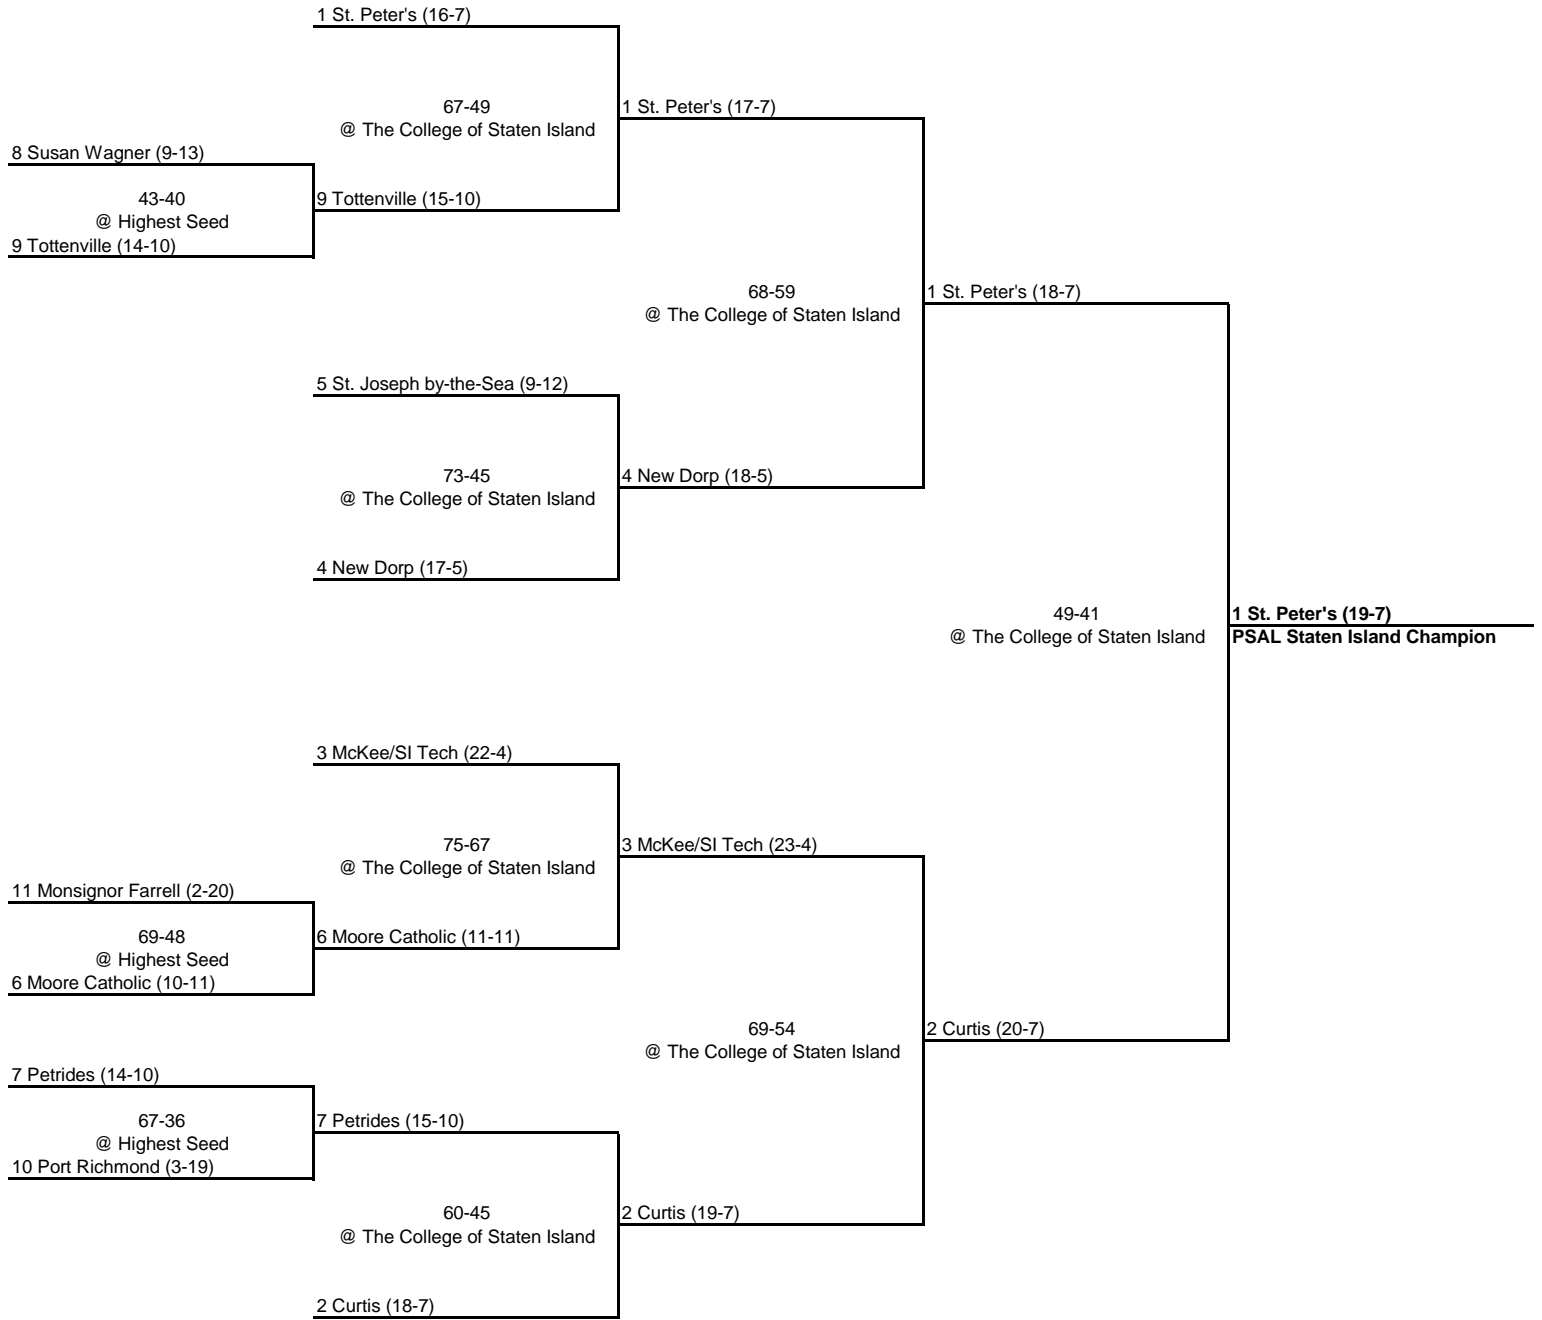 1 St. Peter's (16-7)
67-49
@ The College of Staten Island
1 St. Peter's (17-7)
8 Susan Wagner (9-13)
43-40
@ Highest Seed
9 Tottenville (14-10)
9 Tottenville (15-10)
68-59
@ The College of Staten Island
1 St. Peter's (18-7)
5 St. Joseph by-the-Sea (9-12)
73-45
@ The College of Staten Island
4 New Dorp (18-5)
4 New Dorp (17-5)
49-41
@ The College of Staten Island
1 St. Peter's (19-7)
PSAL Staten Island Champion
3 McKee/SI Tech (22-4)
75-67
@ The College of Staten Island
3 McKee/SI Tech (23-4)
11 Monsignor Farrell (2-20)
69-48
@ Highest Seed
6 Moore Catholic (10-11)
6 Moore Catholic (11-11)
69-54
@ The College of Staten Island
2 Curtis (20-7)
7 Petrides (14-10)
67-36
@ Highest Seed
10 Port Richmond (3-19)
7 Petrides (15-10)
60-45
@ The College of Staten Island
2 Curtis (19-7)
2 Curtis (18-7)